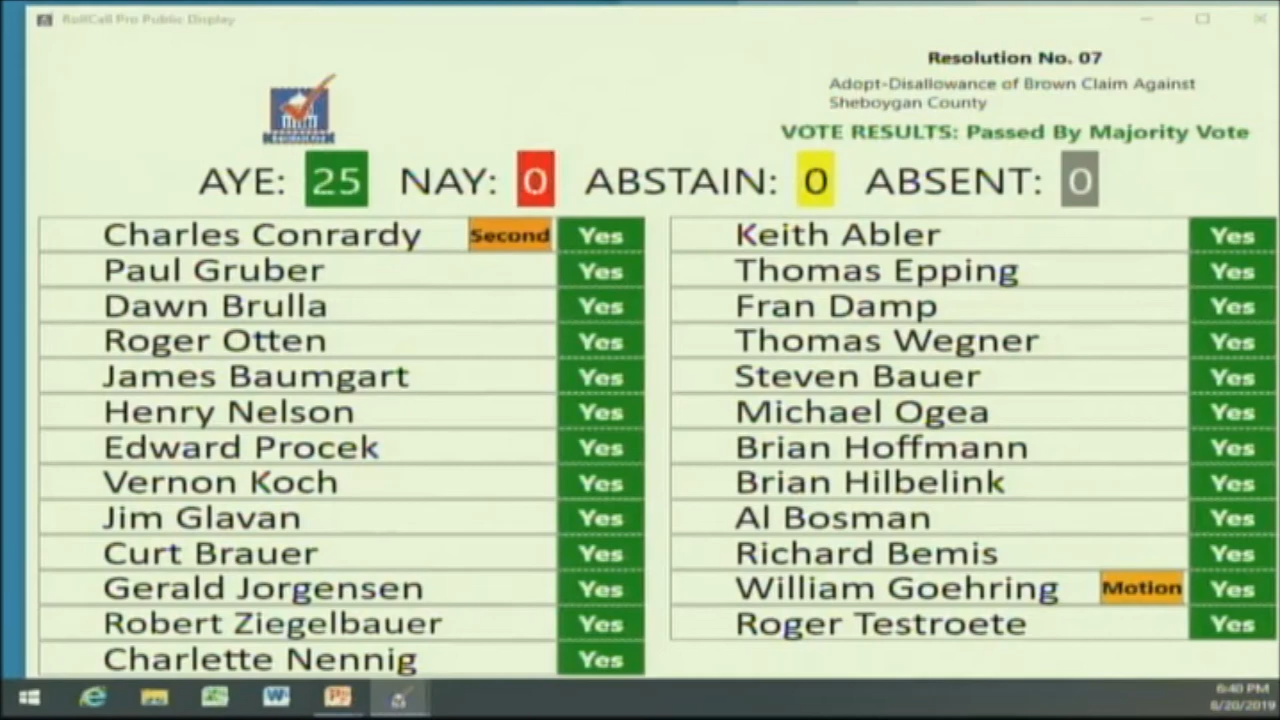 RollCall Pro Public Display
Resolution No. 07
Adopt-Disallowance of Brown Claim Against
Sheboygan County
VOTE RESULTS: Passed By Majority Vote
AYE: 25 NAY: 0 ABSTAIN: 0 ABSENT: 0
Charles Conrardy Second Yes
Paul Gruber Yes
Dawn Brulla Yes
Roger Otten Yes
James Baumgart Yes
Henry Nelson Yes
Edward Procek Yes
Vernon Koch Yes
Jim Glavan Yes
Curt Brauer Yes
Gerald Jorgensen Yes
Robert Ziegelbauer Yes
Charlette Nennig Yes
Keith Abler Yes
Thomas Epping Yes
Fran Damp Yes
Thomas Wegner Yes
Steven Bauer Yes
Michael Ogea Yes
Brian Hoffmann Yes
Brian Hilbelink Yes
Al Bosman Yes
Richard Bemis Yes
William Goehring Motion Yes
Roger Testroete Yes
6:40 PM
8/20/2019